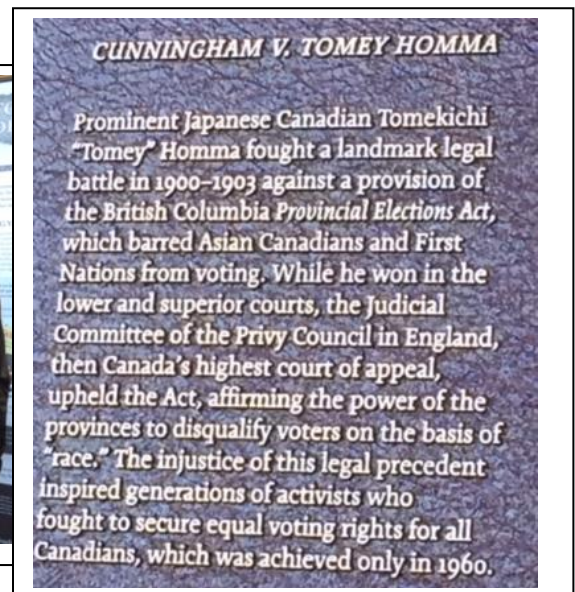 CUNNINGHAM V. TOMEY HOMMA
Prominent Japanese Canadian Tomekichi
"Tomey" Homma fought a landmark legal
battle in 1900–1903 against a provision of
the British Columbia Provincial Elections Act,
which barred Asian Canadians and First
Nations from voting. While he won in the
lower and superior courts, the Judicial
Committee of the Privy Council in England,
then Canada's highest court of appeal,
upheld the Act, affirming the power of the
provinces to disqualify voters on the basis of
"race." The injustice of this legal precedent
inspired generations of activists who
fought to secure equal voting rights for all
Canadians, which was achieved only in 1960.